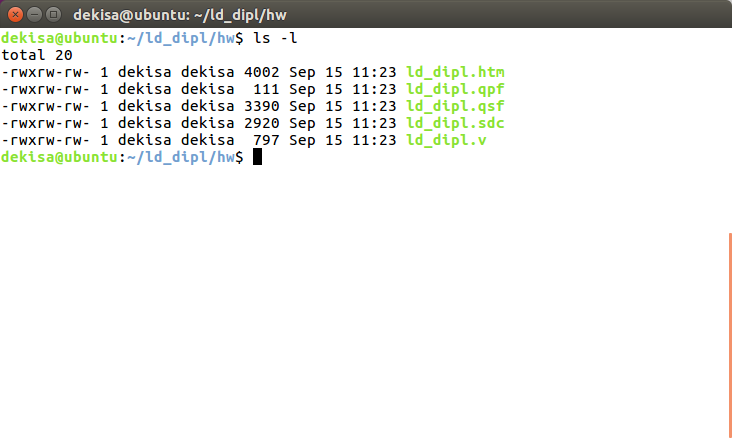 dekisa@ubuntu: ~/ld_dipl/hw
dekisa@ubuntu:~/ld_dipl/hw$ ls -l
total 20
-rwxrw-rw- 1 dekisa dekisa 4002 Sep 15 11:23 ld_dipl.htm
-rwxrw-rw- 1 dekisa dekisa  111 Sep 15 11:23 ld_dipl.qpf
-rwxrw-rw- 1 dekisa dekisa 3390 Sep 15 11:23 ld_dipl.qsf
-rwxrw-rw- 1 dekisa dekisa 2920 Sep 15 11:23 ld_dipl.sdc
-rwxrw-rw- 1 dekisa dekisa  797 Sep 15 11:23 ld_dipl.v
dekisa@ubuntu:~/ld_dipl/hw$